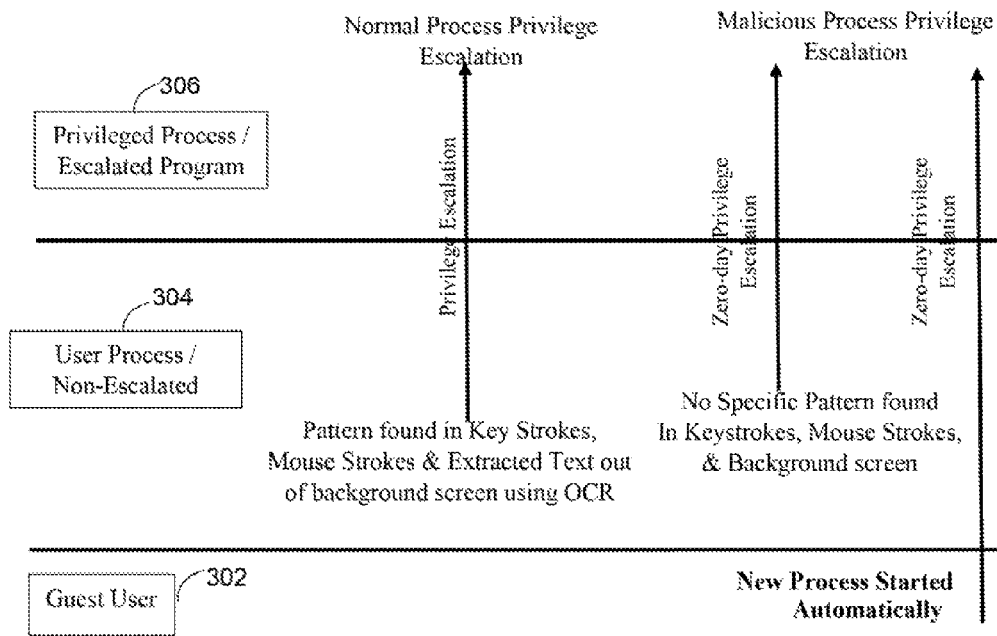 Normal Process Privilege
Escalation
Malicious Process Privilege
Escalation
306
Privileged Process /
Escalated Program
Privilege Escalation
Zero-day Privilege
Escalation
Zero-day Privilege
Escalation
304
User Process /
Non-Escalated
Pattern found in Key Strokes,
Mouse Strokes & Extracted Text out
of background screen using OCR
No Specific Pattern found
In Keystrokes, Mouse Strokes,
& Background screen
302
Guest User
New Process Started
Automatically